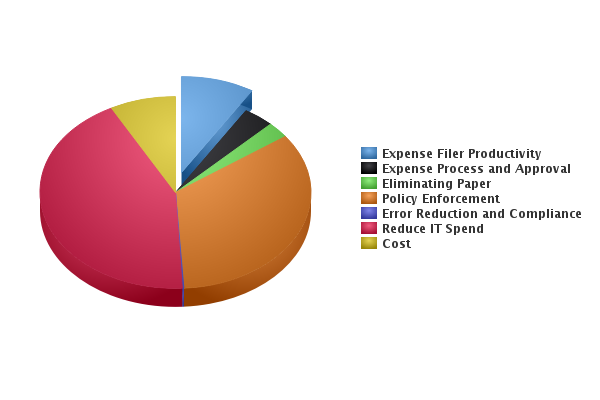 Expense Filer Productivity
Expense Process and Approval
Eliminating Paper
Policy Enforcement
Error Reduction and Compliance
Reduce IT Spend
Cost